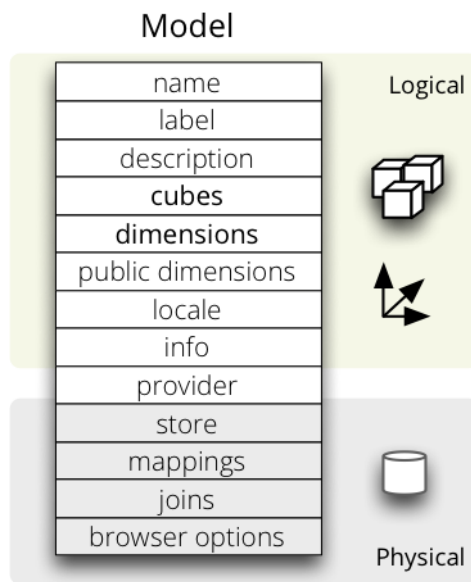 Model
Logical
name
label
description
cubes
dimensions
public dimensions
locale
info
provider
store
mappings
joins
browser options
Physical